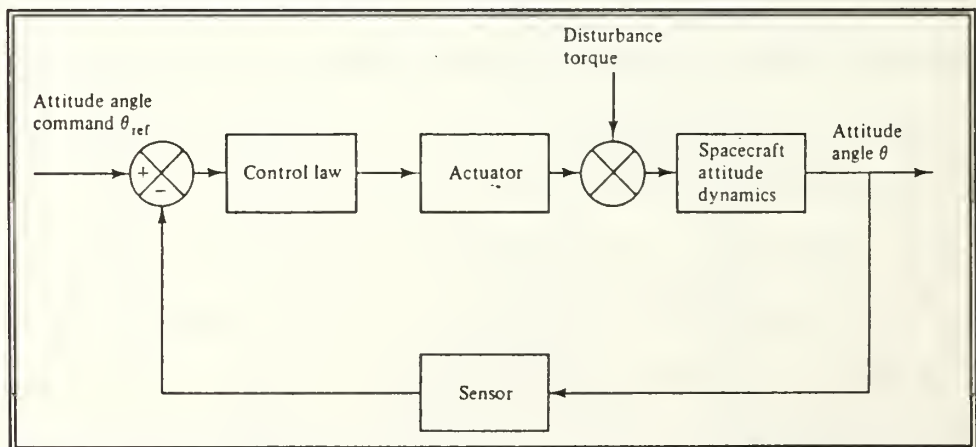 Disturbance
torque
Attitude angle
command θref
+
−
Control law
Actuator
Spacecraft
attitude
dynamics
Attitude
angle θ
Sensor